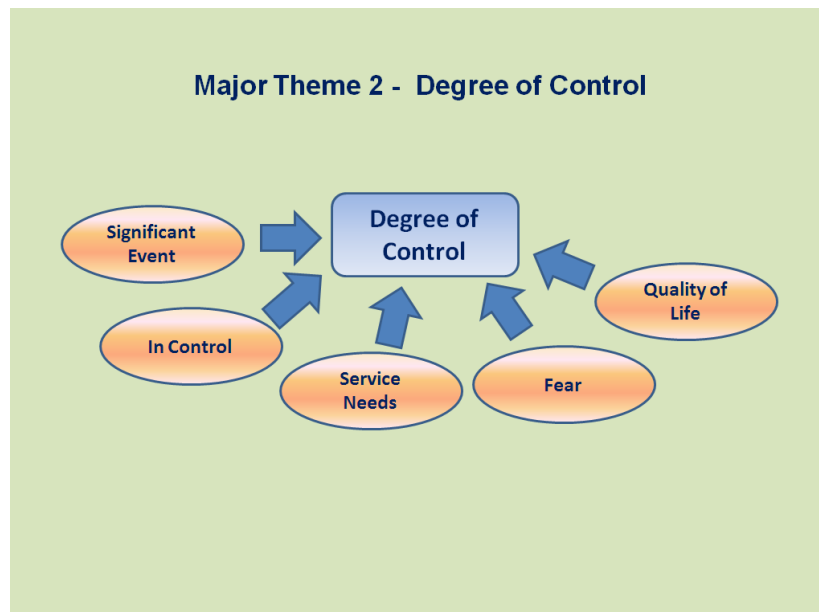 Major Theme 2 - Degree of Control
Degree of
Control
Significant
Event
In Control
Service
Needs
Fear
Quality of
Life